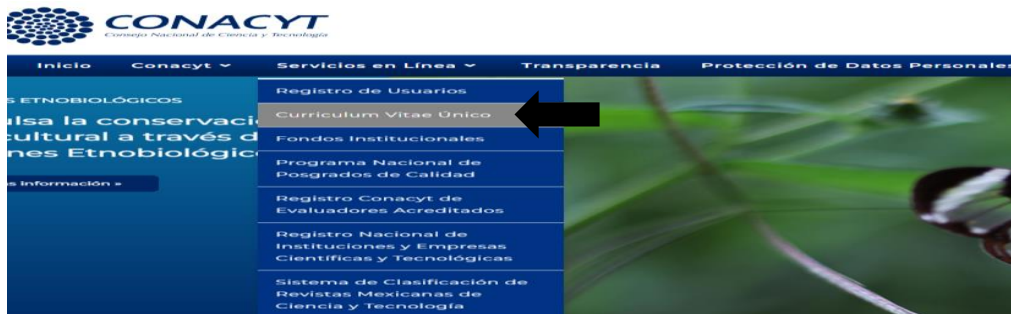 CONACYT
Consejo Nacional de Ciencia y Tecnología
Inicio Conacyt Servicios en Línea Transparencia Protección de Datos Personales
Registro de Usuarios
Curriculum Vitae Único
Fondos Institucionales
Programa Nacional de
Posgrados de Calidad
Registro Conacyt de
Evaluadores Acreditados
Registro Nacional de
Instituciones y Empresas
Científicas y Tecnológicas
Sistema de Clasificación de
Revistas Mexicanas de
Ciencia y Tecnología
S ETNOBIOLÓGICOS
ulsa la conservaci
cultural a través d
nes Etnobiológic
s información »